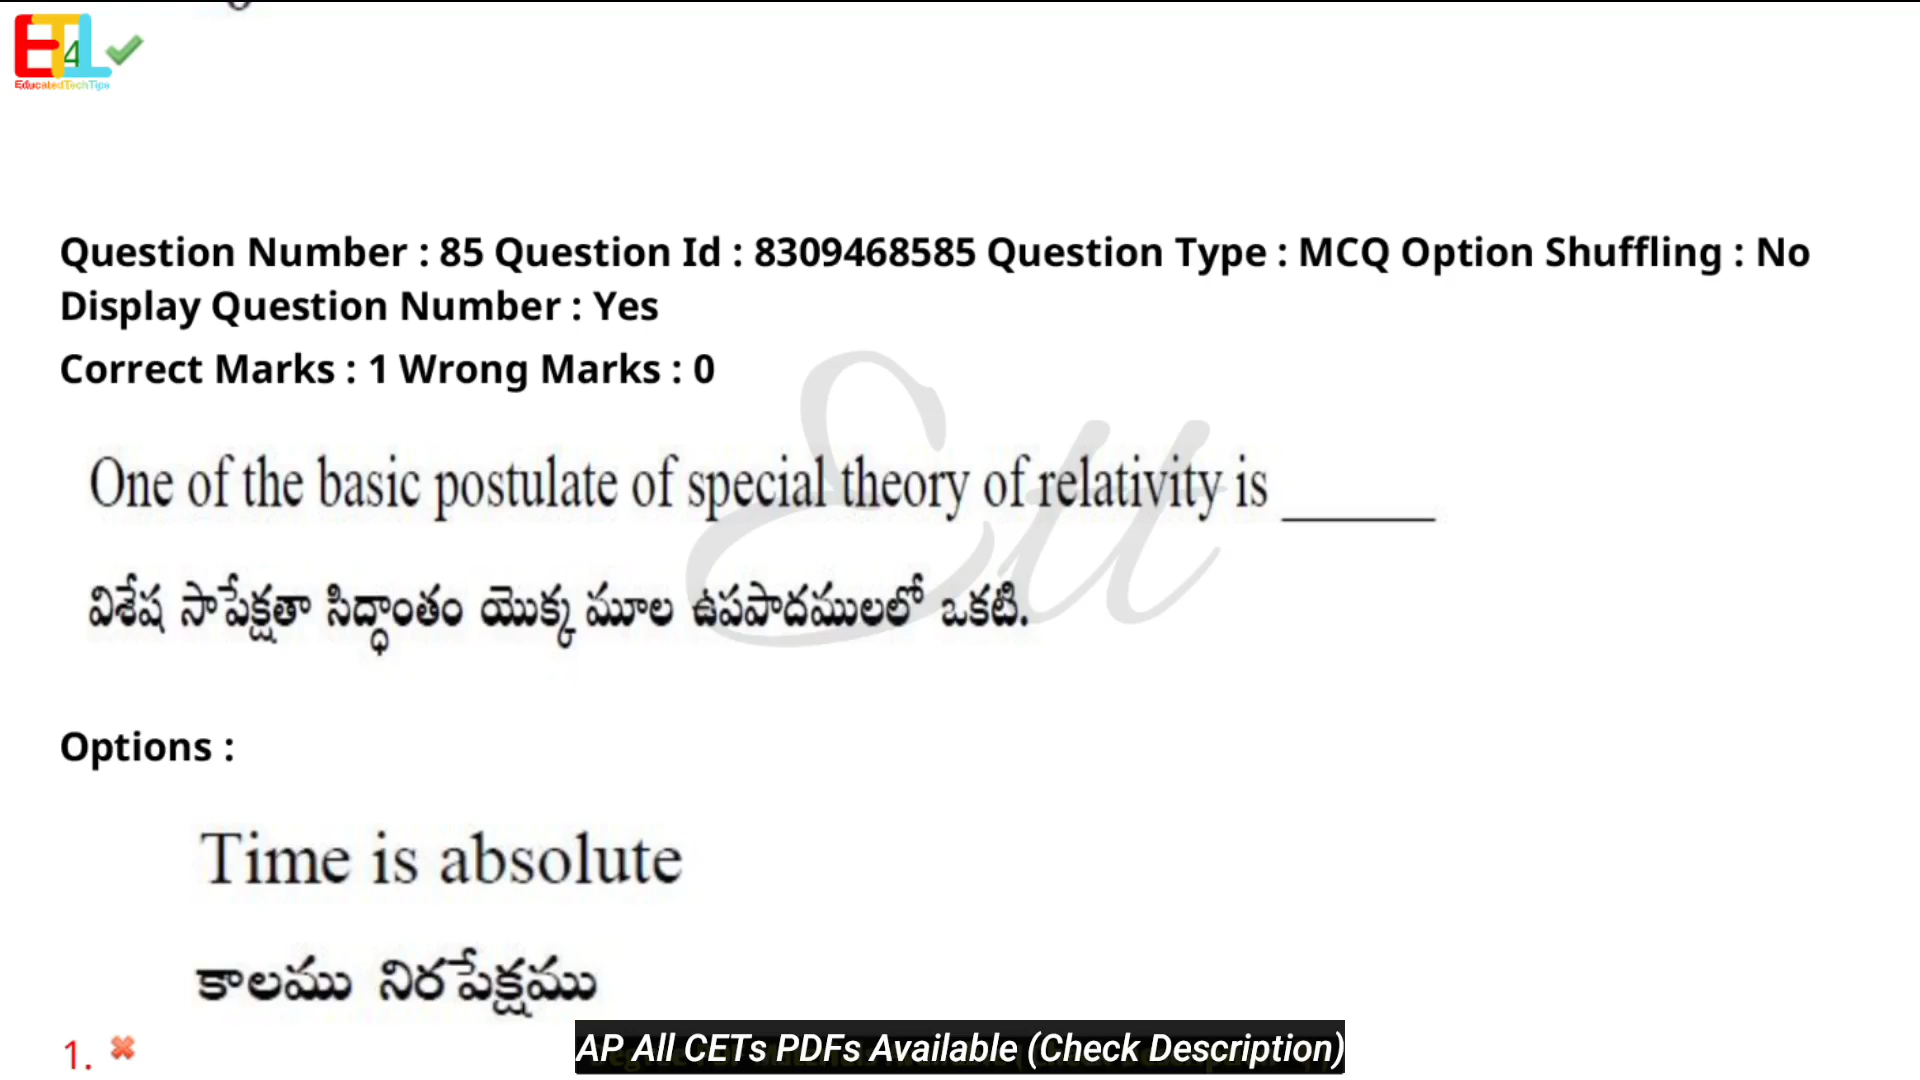 4
EducatedTechTips
Question Number : 85 Question Id : 8309468585 Question Type : MCQ Option Shuffling : No
Display Question Number : Yes
Correct Marks : 1 Wrong Marks : 0
One of the basic postulate of special theory of relativity is ______
విశేష సాపేక్షతా సిద్ధాంతం యొక్క మూల ఉపపాదములలో ఒకటి.
Options :
Time is absolute
కాలము నిరపేక్షము
1.
AP All CETs PDFs Available (Check Description)